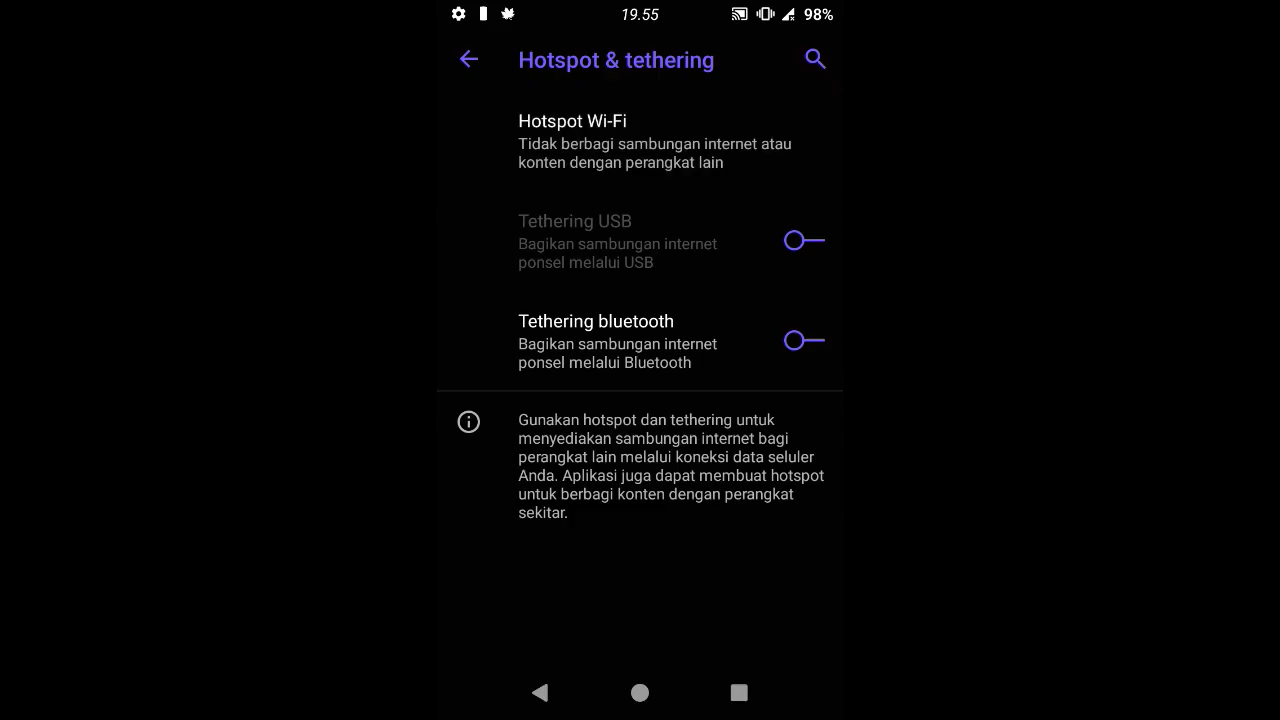 19.55
98%
Hotspot & tethering
Hotspot Wi-Fi
Tidak berbagi sambungan internet atau
konten dengan perangkat lain
Tethering USB
Bagikan sambungan internet
ponsel melalui USB
Tethering bluetooth
Bagikan sambungan internet
ponsel melalui Bluetooth
Gunakan hotspot dan tethering untuk
menyediakan sambungan internet bagi
perangkat lain melalui koneksi data seluler
Anda. Aplikasi juga dapat membuat hotspot
untuk berbagi konten dengan perangkat
sekitar.